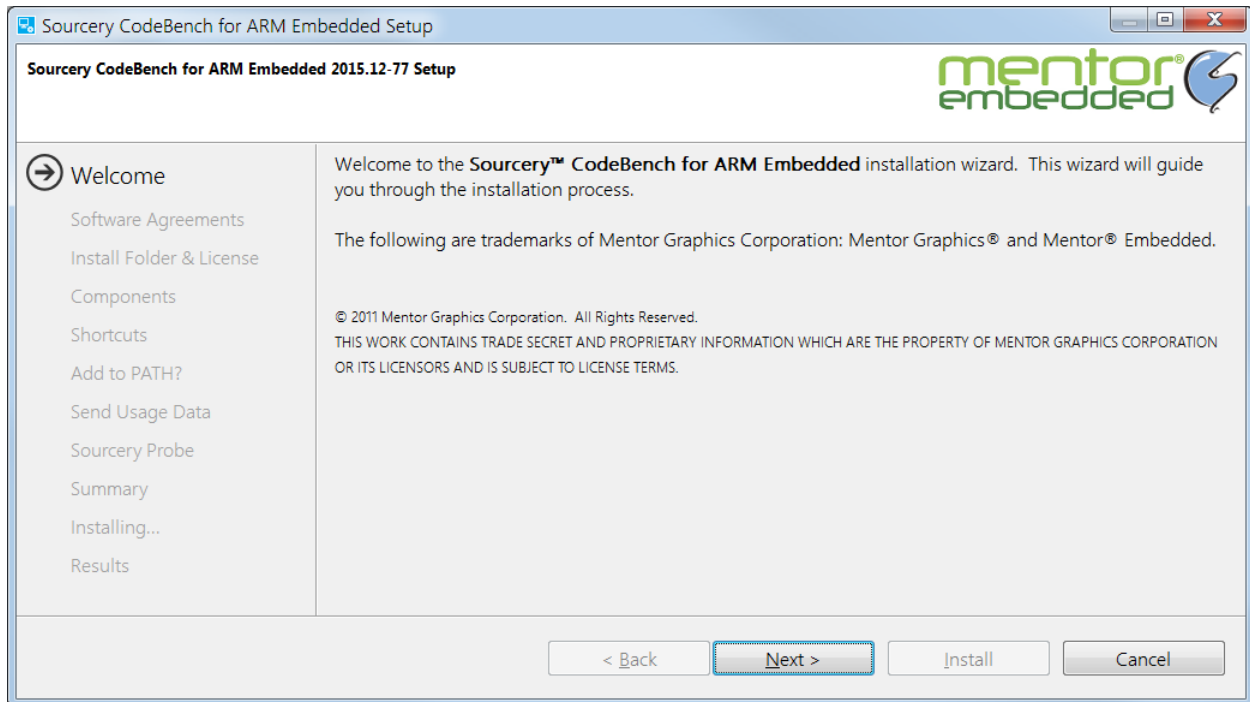 Sourcery CodeBench for ARM Embedded Setup
Sourcery CodeBench for ARM Embedded 2015.12-77 Setup
mentor®
embedded
Welcome
Software Agreements
Install Folder & License
Components
Shortcuts
Add to PATH?
Send Usage Data
Sourcery Probe
Summary
Installing...
Results
Welcome to the Sourcery™ CodeBench for ARM Embedded installation wizard. This wizard will guide
you through the installation process.
The following are trademarks of Mentor Graphics Corporation: Mentor Graphics® and Mentor® Embedded.
© 2011 Mentor Graphics Corporation. All Rights Reserved.
THIS WORK CONTAINS TRADE SECRET AND PROPRIETARY INFORMATION WHICH ARE THE PROPERTY OF MENTOR GRAPHICS CORPORATION
OR ITS LICENSORS AND IS SUBJECT TO LICENSE TERMS.
< Back Next > Install Cancel